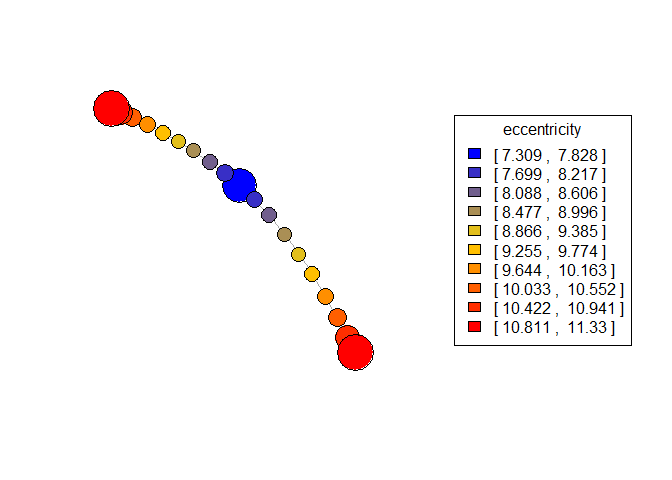 eccentricity
[ 7.309 , 7.828 ]
[ 7.699 , 8.217 ]
[ 8.088 , 8.606 ]
[ 8.477 , 8.996 ]
[ 8.866 , 9.385 ]
[ 9.255 , 9.774 ]
[ 9.644 , 10.163 ]
[ 10.033 , 10.552 ]
[ 10.422 , 10.941 ]
[ 10.811 , 11.33 ]